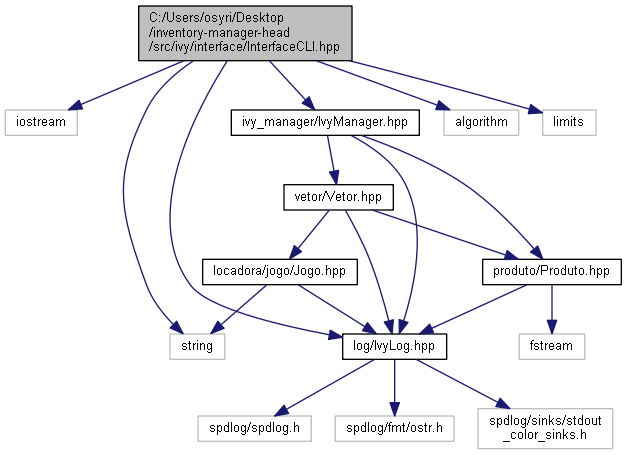 C:/Users/osyri/Desktop
/inventory-manager-head
/src/ivy/interface/InterfaceCLI.hpp
iostream
ivy_manager/IvyManager.hpp
algorithm
limits
vetor/Vetor.hpp
locadora/jogo/Jogo.hpp
produto/Produto.hpp
string
log/IvyLog.hpp
fstream
spdlog/spdlog.h
spdlog/fmt/ostr.h
spdlog/sinks/stdout
_color_sinks.h